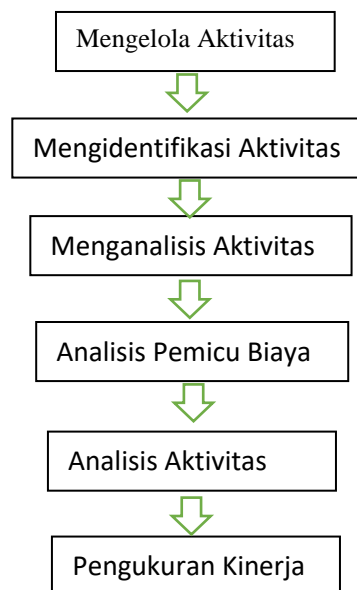 Mengelola Aktivitas
Mengidentifikasi Aktivitas
Menganalisis Aktivitas
Analisis Pemicu Biaya
Analisis Aktivitas
Pengukuran Kinerja